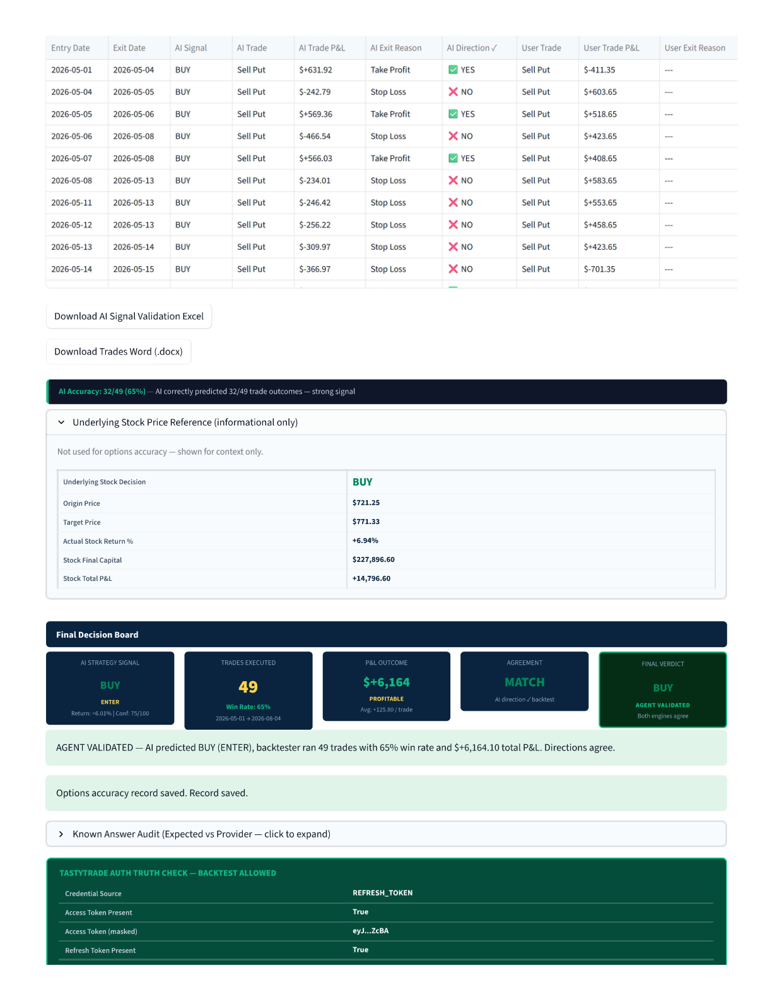 Entry Date Exit Date AI Signal AI Trade AI Trade P&L AI Exit Reason AI Direction ✓ User Trade User Trade P&L User Exit Reason
2026-05-01 2026-05-04 BUY Sell Put $+631.92 Take Profit ✅ YES Sell Put $-411.35 ---
2026-05-04 2026-05-05 BUY Sell Put $-242.79 Stop Loss ❌ NO Sell Put $+603.65 ---
2026-05-05 2026-05-06 BUY Sell Put $+569.36 Take Profit ✅ YES Sell Put $+518.65 ---
2026-05-06 2026-05-08 BUY Sell Put $-466.54 Stop Loss ❌ NO Sell Put $+423.65 ---
2026-05-07 2026-05-08 BUY Sell Put $+566.03 Take Profit ✅ YES Sell Put $+408.65 ---
2026-05-08 2026-05-13 BUY Sell Put $-234.01 Stop Loss ❌ NO Sell Put $+583.65 ---
2026-05-11 2026-05-13 BUY Sell Put $-246.42 Stop Loss ❌ NO Sell Put $+553.65 ---
2026-05-12 2026-05-13 BUY Sell Put $-256.22 Stop Loss ❌ NO Sell Put $+458.65 ---
2026-05-13 2026-05-14 BUY Sell Put $-309.97 Stop Loss ❌ NO Sell Put $+423.65 ---
2026-05-14 2026-05-15 BUY Sell Put $-366.97 Stop Loss ❌ NO Sell Put $-701.35 ---
Download AI Signal Validation Excel
Download Trades Word (.docx)
AI Accuracy: 32/49 (65%) — AI correctly predicted 32/49 trade outcomes — strong signal
Underlying Stock Price Reference (informational only)
Not used for options accuracy — shown for context only.
Underlying Stock Decision BUY
Origin Price $721.25
Target Price $771.33
Actual Stock Return % +6.94%
Stock Final Capital $227,896.60
Stock Total P&L +14,796.60
Final Decision Board
AI STRATEGY SIGNAL
BUY
ENTER
Return: +6.01% | Conf: 75/100
TRADES EXECUTED
49
Win Rate: 65%
2026-05-01 → 2026-08-04
P&L OUTCOME
$+6,164
PROFITABLE
Avg: +125.80 / trade
AGREEMENT
MATCH
AI direction ✓ backtest
FINAL VERDICT
BUY
AGENT VALIDATED
Both engines agree
AGENT VALIDATED — AI predicted BUY (ENTER), backtester ran 49 trades with 65% win rate and $+6,164.10 total P&L. Directions agree.
Options accuracy record saved. Record saved.
Known Answer Audit (Expected vs Provider — click to expand)
TASTYTRADE AUTH TRUTH CHECK — BACKTEST ALLOWED
Credential Source REFRESH_TOKEN
Access Token Present True
Access Token (masked) eyJ...ZcBA
Refresh Token Present True